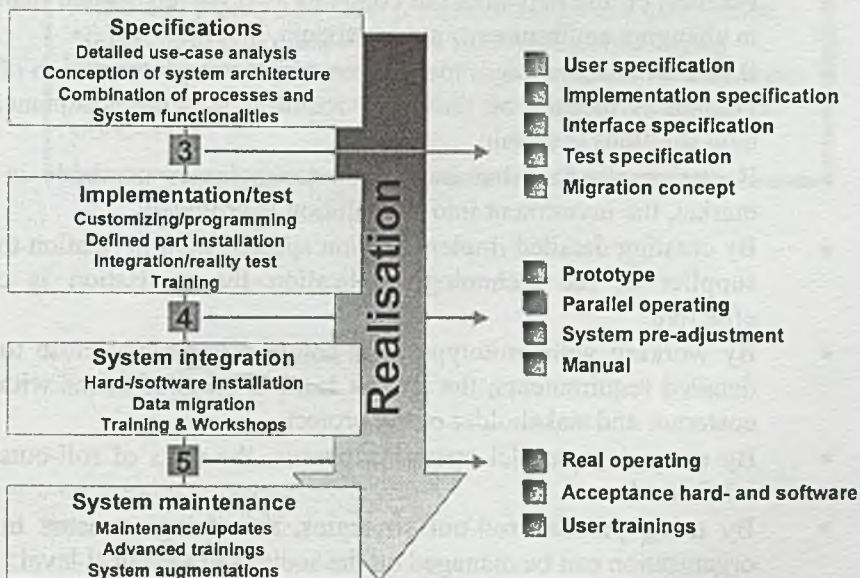 Specifications
Detailed user – analysis
Conception of system architecture
Combination of processes and
System functionalities
3
Implementation/test
Customizing/programming
Defined part installation
Integration/reality test
Training
4
System integration
Hard-/software installation
Data migration
Training & Workshops
5
System maintenance
Maintenance/updates
Advanced trainings
System augmentations
Realisation
User specification
Implementation specification
Interface specification
Test specification
Migration concept
Prototype
Parallel operating
System pre-adjustment
Manual
Real operating
Acceptance hard- and software
User trainings